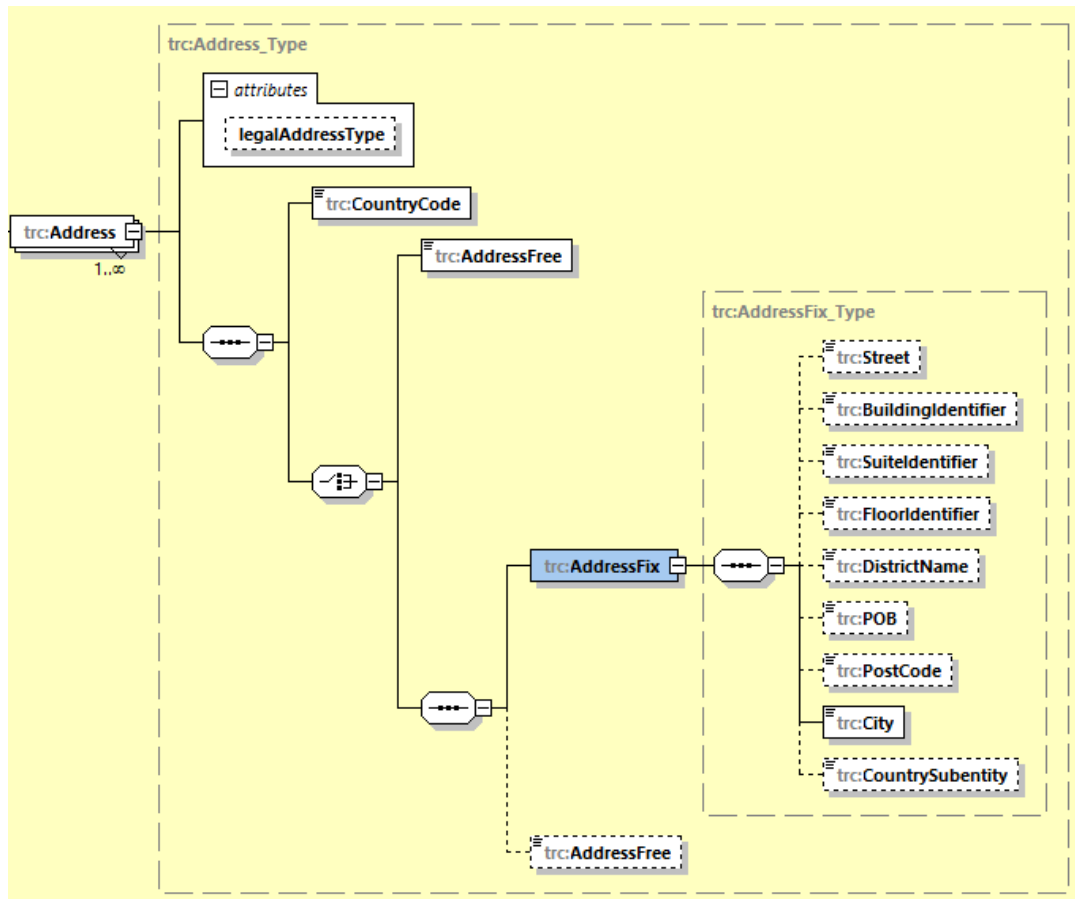 trc:Address_Type
attributes
legalAddressType
trc:CountryCode
trc:Address
1..∞
trc:AddressFree
trc:AddressFix_Type
trc:Street
trc:BuildingIdentifier
trc:SuiteIdentifier
trc:FloorIdentifier
trc:AddressFix
trc:DistrictName
trc:POB
trc:PostCode
trc:City
trc:CountrySubentity
trc:AddressFree